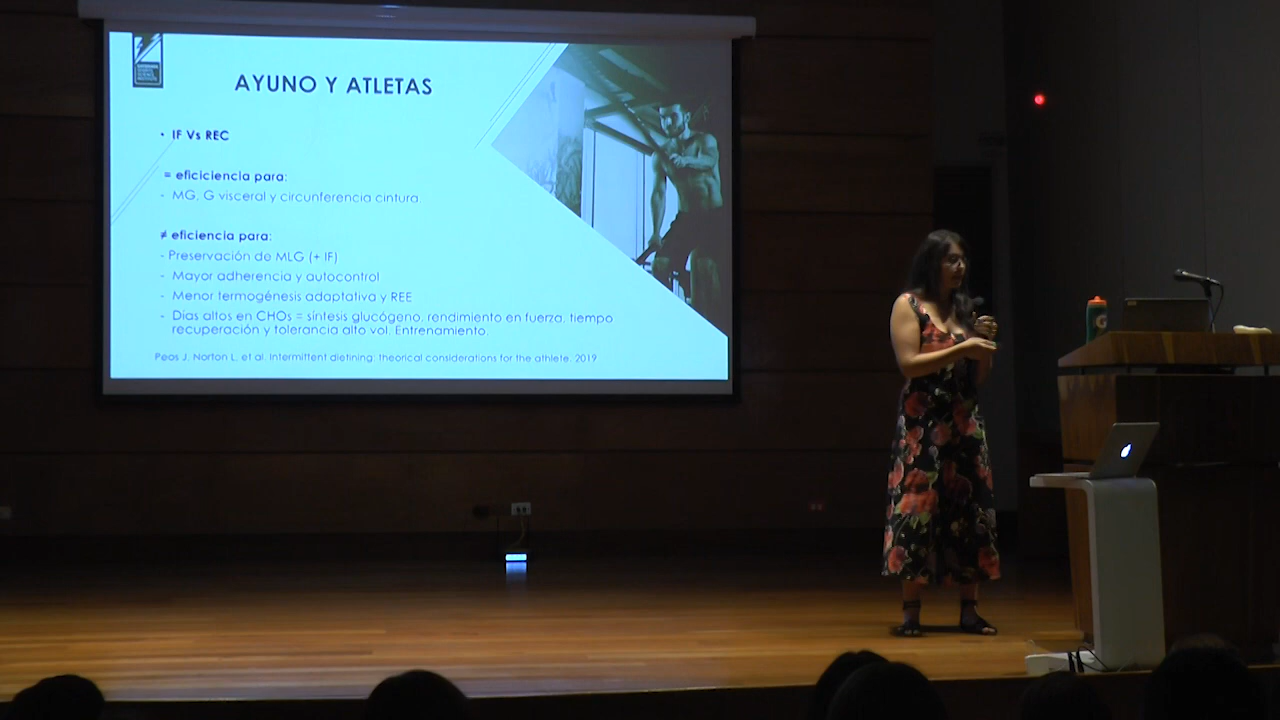 AYUNO Y ATLETAS
• IF Vs REC
= eficiciencia para:
- MG, G visceral y circunferencia cintura
≠ eficiencia para:
- Preservación de MLG (+ IF)
- Mayor adherencia y autocontrol
- Menor termogénesis adaptativa y REE
- Días altos en CHOs = síntesis glucógeno, rendimiento en fuerza, tiempo
recuperación y tolerancia alto vol. Entrenamiento.
Peos J. Norton L. et al. Intermittent dietining: theorical considerations for the athlete. 2019